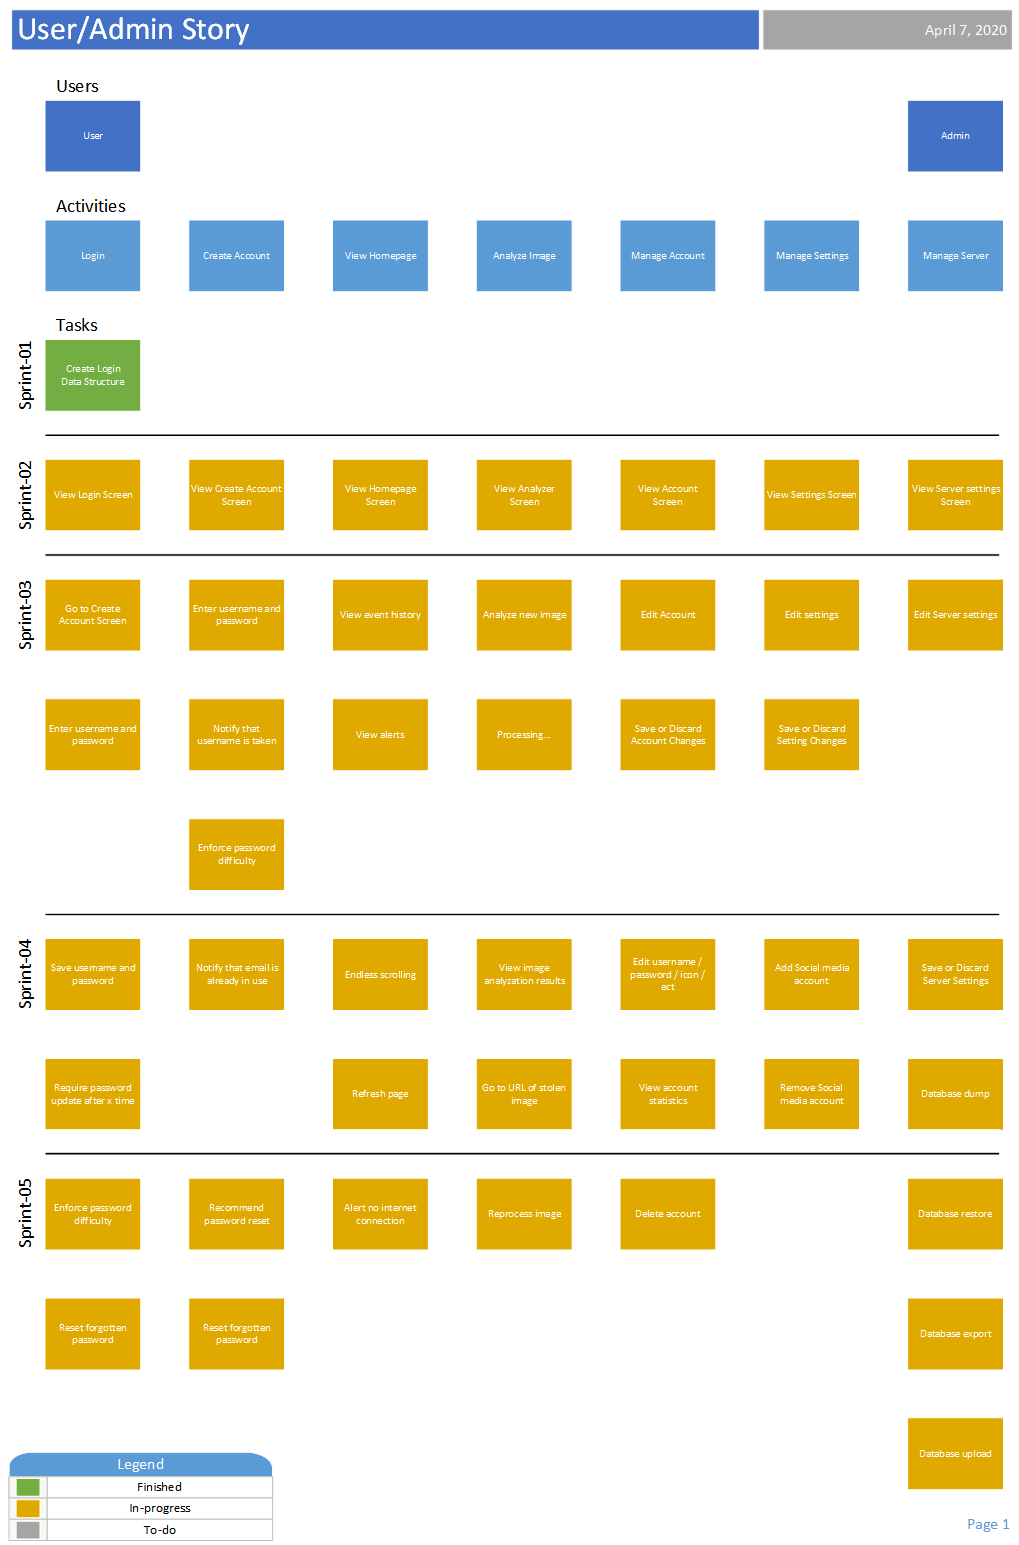 User/Admin Story
April 7, 2020
Users
User
Admin
Activities
Login
Create Account
View Homepage
Analyze Image
Manage Account
Manage Settings
Manage Server
Tasks
Sprint-01
Create Login
Data Structure
Sprint-02
View Login Screen
View Create Account
Screen
View Homepage
Screen
View Analyzer
Screen
View Account
Screen
View Settings Screen
View Server settings
Screen
Sprint-03
Go to Create
Account Screen
Enter username and
password
View event history
Analyze new image
Edit Account
Edit settings
Edit Server settings
Enter username and
password
Notify that
username is taken
View alerts
Processing...
Save or Discard
Account Changes
Save or Discard
Setting Changes
Enforce password
difficulty
Sprint-04
Save username and
password
Notify that email is
already in use
Endless scrolling
View image
analyzation results
Edit username /
password / icon /
ect
Add Social media
account
Save or Discard
Server Settings
Require password
update after x time
Refresh page
Go to URL of stolen
image
View account
statistics
Remove Social
media account
Database dump
Sprint-05
Enforce password
difficulty
Recommend
password reset
Alert no internet
connection
Reprocess image
Delete account
Database restore
Reset forgotten
password
Reset forgotten
password
Database export
Database upload
Legend
Finished
In-progress
To-do
Page 1